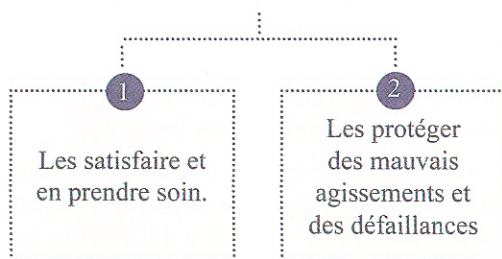 1
Les satisfaire et
en prendre soin.
2
Les protéger
des mauvais
agissements et
des défaillances